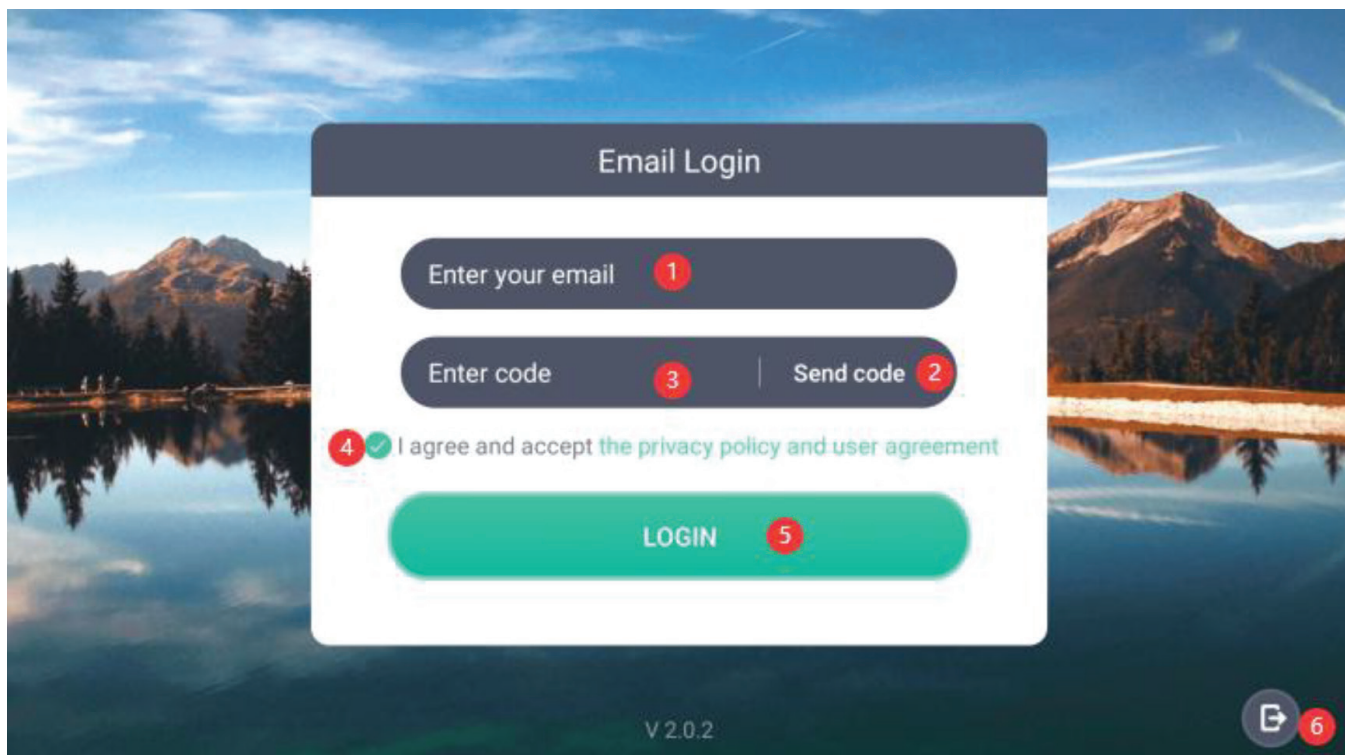 Email Login
Enter your email 1
Enter code 3 Send code 2
4 I agree and accept the privacy policy and user agreement
LOGIN 5
V 2.0.2
6